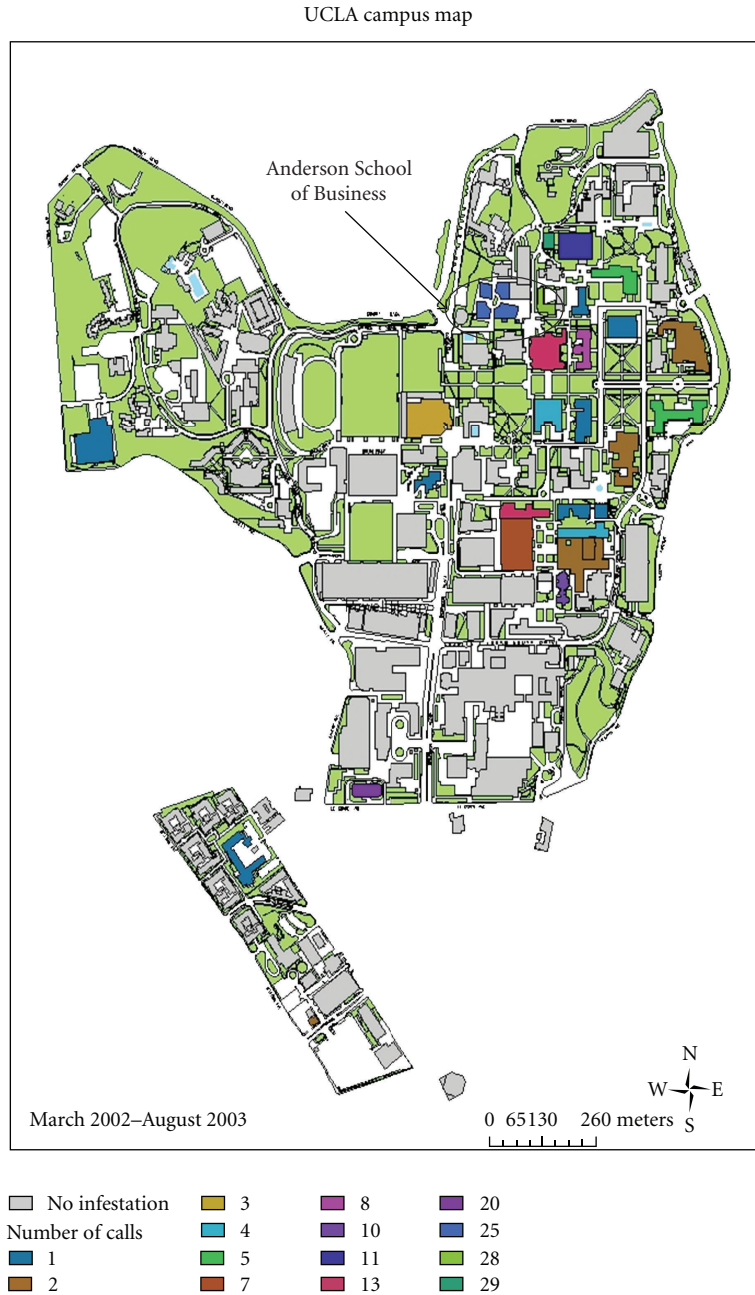 UCLA campus map
Anderson School
of Business
N
W E
S
March 2002–August 2003
0 65130 260 meters
No infestation
Number of calls
1
2
3
4
5
7
8
10
11
13
20
25
28
29